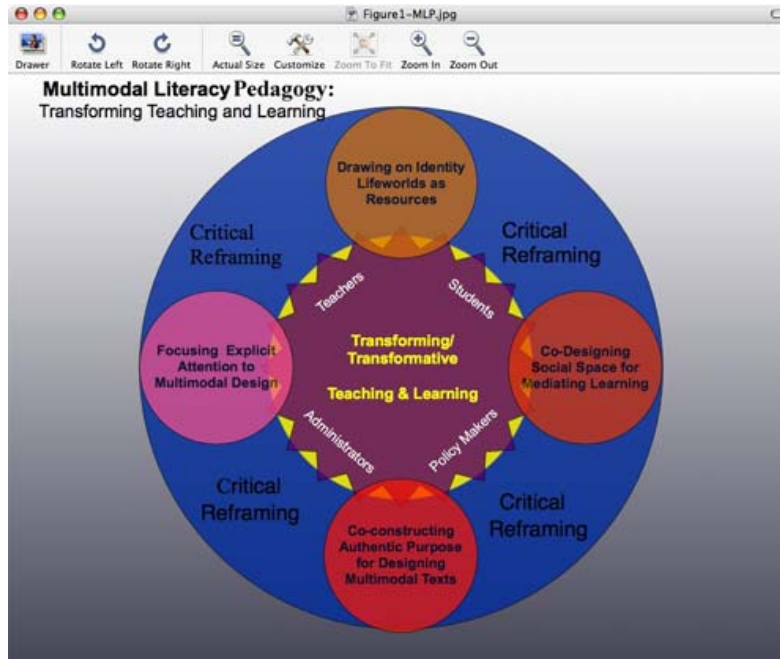 Figure1-MLP.jpg
Drawer Rotate Left Rotate Right Actual Size Customize Zoom To Fit Zoom In Zoom Out
Multimodal Literacy Pedagogy:
Transforming Teaching and Learning
Drawing on Identity
Lifeworlds as
Resources
Critical
Reframing
Critical
Reframing
Teachers
Students
Focusing Explicit
Attention to
Multimodal Design
Transforming/
Transformative
Teaching & Learning
Co-Designing
Social Space for
Mediating Learning
Administrators
Policy Makers
Critical
Reframing
Critical
Reframing
Co-constructing
Authentic Purpose
for Designing
Multimodal Texts